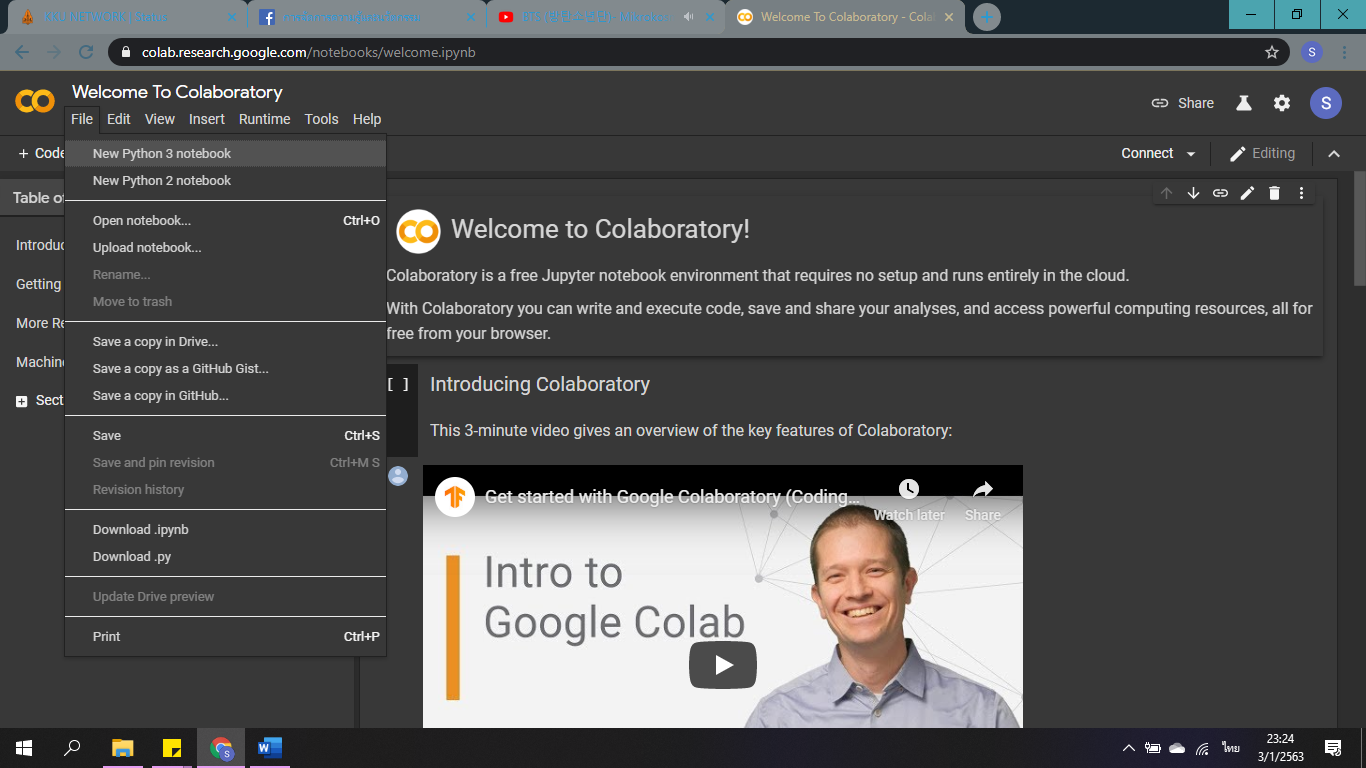 KKU NETWORK | Status
BTS
Mikrokos
Welcome To Colaboratory - Cola
colab.research.google.com/notebooks/welcome.ipynb
S
Welcome To Colaboratory
Share
S
File Edit View Insert Runtime Tools Help
+ Code
Connect
Editing
New Python 3 notebook
New Python 2 notebook
Open notebook... Ctrl+O
Upload notebook...
Rename...
Move to trash
Save a copy in Drive...
Save a copy as a GitHub Gist...
Save a copy in GitHub...
Save Ctrl+S
Save and pin revision Ctrl+M S
Revision history
Download .ipynb
Download .py
Update Drive preview
Print Ctrl+P
Table of
Introduc
Getting
More Re
Machin
Sect
Welcome to Colaboratory!
Colaboratory is a free Jupyter notebook environment that requires no setup and runs entirely in the cloud.
With Colaboratory you can write and execute code, save and share your analyses, and access powerful computing resources, all for
free from your browser.
[ ]
Introducing Colaboratory
This 3-minute video gives an overview of the key features of Colaboratory:
Get started with Google Colaboratory (Coding...
Watch later
Share
Intro to
Google Colab
S
W
ไทย
23:24
3/1/2563